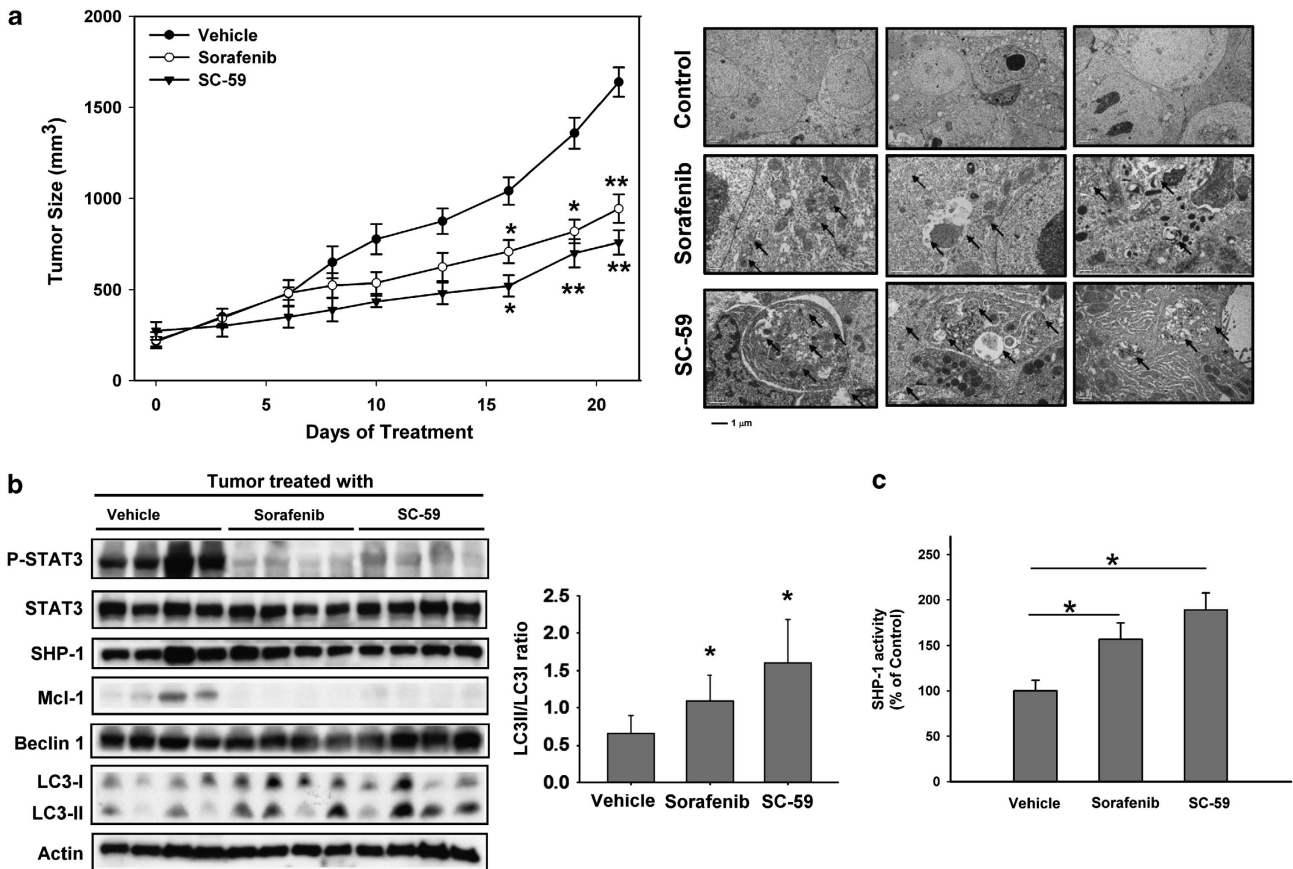 a
2000
1500
1000
500
0
Tumor Size (mm3)
Vehicle
Sorafenib
SC-59
*
*
**
*
**
**
0
5
10
15
20
Days of Treatment
Control
Sorafenib
SC-59
1 µm
b
Tumor treated with
Vehicle
Sorafenib
SC-59
P-STAT3
STAT3
SHP-1
Mcl-1
Beclin 1
LC3-I
LC3-II
Actin
LC3II/LC3I ratio
2.5
2.0
1.5
1.0
0.5
0.0
*
*
Vehicle
Sorafenib
SC-59
c
SHP-1 activity
(% of Control)
250
200
150
100
50
0
*
*
Vehicle
Sorafenib
SC-59